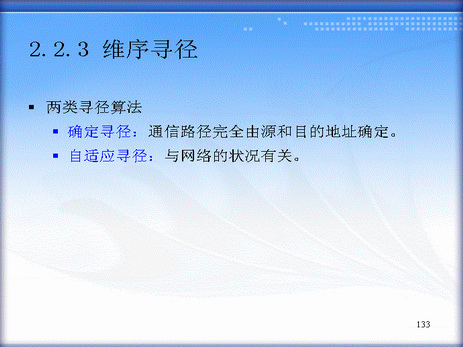 2.2.3 维序寻径
两类寻径算法
确定寻径：通信路径完全由源和目的地址确定。
自适应寻径：与网络的状况有关。
133